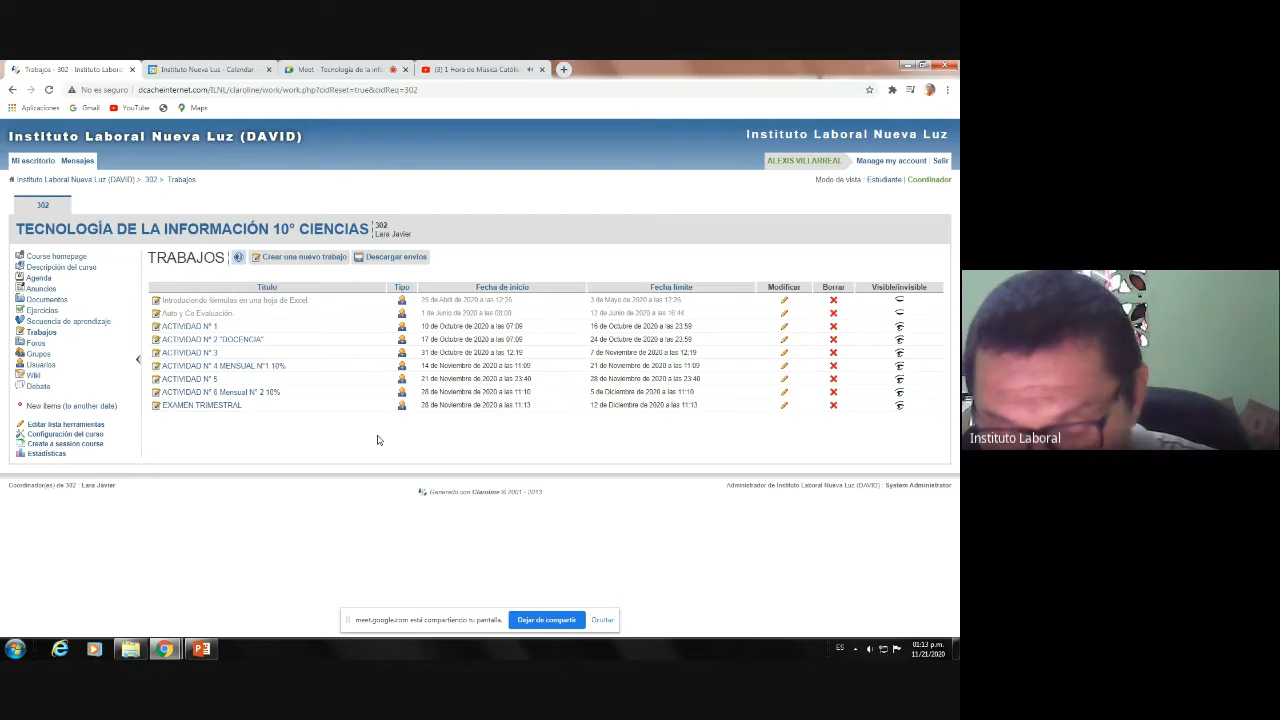 Trabajos - 302 - Instituto Labora
Instituto Nueva Luz - Calendar
Meet - Tecnología de la inf
(3) 1 Hora de Música Católic
No es seguro
dcacheinternet.com/ILNL/claroline/work/work.php?cidReset=true&cidReq=302
Aplicaciones
Gmail
YouTube
Maps
Instituto Laboral Nueva Luz (DAVID)
Instituto Laboral Nueva Luz
Mi escritorio Mensajes
ALEXIS VILLARREAL Manage my account Salir
Instituto Laboral Nueva Luz (DAVID) > 302 > Trabajos
Modo de vista : Estudiante | Coordinador
302
TECNOLOGÍA DE LA INFORMACIÓN 10° CIENCIAS
302
Lara Javier
Course homepage
Descripción del curso
Agenda
Anuncios
Documentos
Ejercicios
Secuencia de aprendizaje
Trabajos
Foros
Grupos
Usuarios
Wiki
Debate
New items (to another date)
Editar lista herramientas
Configuración del curso
Create a session course
Estadísticas
TRABAJOS
Crear una nuevo trabajo
Descargar envios
Titulo Tipo Fecha de inicio Fecha limite Modificar Borrar Visible/invisible
Introduciendo fórmulas en una hoja de Excel. 25 de Abril de 2020 a las 12:26 3 de Mayo de 2020 a las 12:26
Auto y Co Evaluación. 1 de Junio de 2020 a las 08:00 12 de Junio de 2020 a las 16:44
ACTIVIDAD N° 1 10 de Octubre de 2020 a las 07:09 16 de Octubre de 2020 a las 23:59
ACTIVIDAD N° 2 "DOCENCIA" 17 de Octubre de 2020 a las 07:09 24 de Octubre de 2020 a las 23:59
ACTIVIDAD N° 3 31 de Octubre de 2020 a las 12:19 7 de Noviembre de 2020 a las 12:19
ACTIVIDAD N° 4 MENSUAL N°1 10% 14 de Noviembre de 2020 a las 11:09 21 de Noviembre de 2020 a las 11:09
ACTIVIDAD N° 5 21 de Noviembre de 2020 a las 23:40 28 de Noviembre de 2020 a las 23:40
ACTIVIDAD N° 6 Mensual N° 2 10% 28 de Noviembre de 2020 a las 11:10 5 de Diciembre de 2020 a las 11:10
EXAMEN TRIMESTRAL 28 de Noviembre de 2020 a las 11:13 12 de Diciembre de 2020 a las 11:13
Instituto Laboral
Coordinador(es) de 302 : Lara Javier
Generado con Claroline © 2001 - 2013
Administrador de Instituto Laboral Nueva Luz (DAVID) : System Administrator
meet.google.com está compartiendo tu pantalla.
Dejar de compartir
Ocultar
ES
01:13 p.m.
11/21/2020